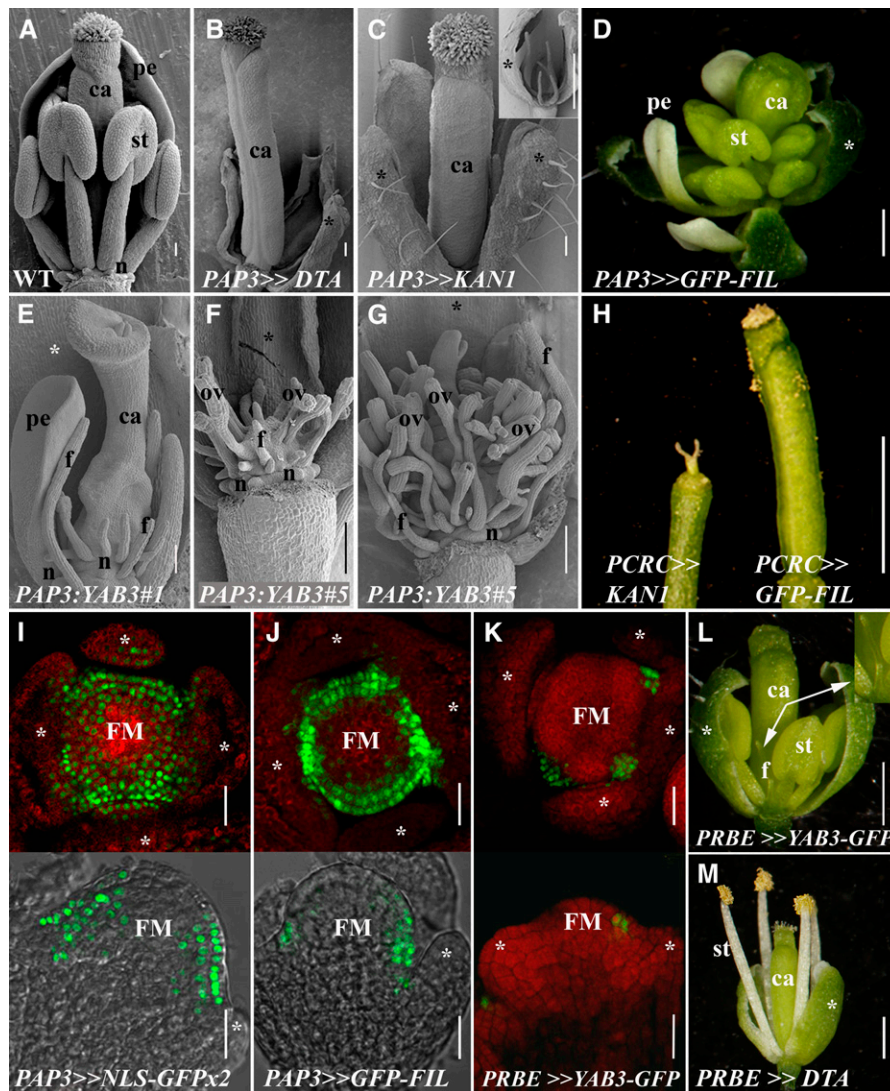 A
pe
ca
st
n
WT
B
ca
*
PAP3>> DTA
C
*
ca
*
*
PAP3>>KAN1
D
pe
ca
st
*
PAP3>>GFP-FIL
E
*
pe
ca
f
f
n
n
PAP3:YAB3#1
F
*
ov
ov
f
n
n
PAP3:YAB3#5
G
*
f
ov
ov
ov
f
n
PAP3:YAB3#5
H
PCRC>>
KAN1
PCRC>>
GFP-FIL
I
*
FM
*
*
*
FM
*
PAP3>>NLS-GFPx2
J
*
FM
*
*
*
FM
*
PAP3>>GFP-FIL
K
*
*
FM
*
*
FM
*
*
PRBE >>YAB3-GFP
L
ca
*
st
*
f
PRBE >>YAB3-GFP
M
st
ca
*
PRBE >> DTA